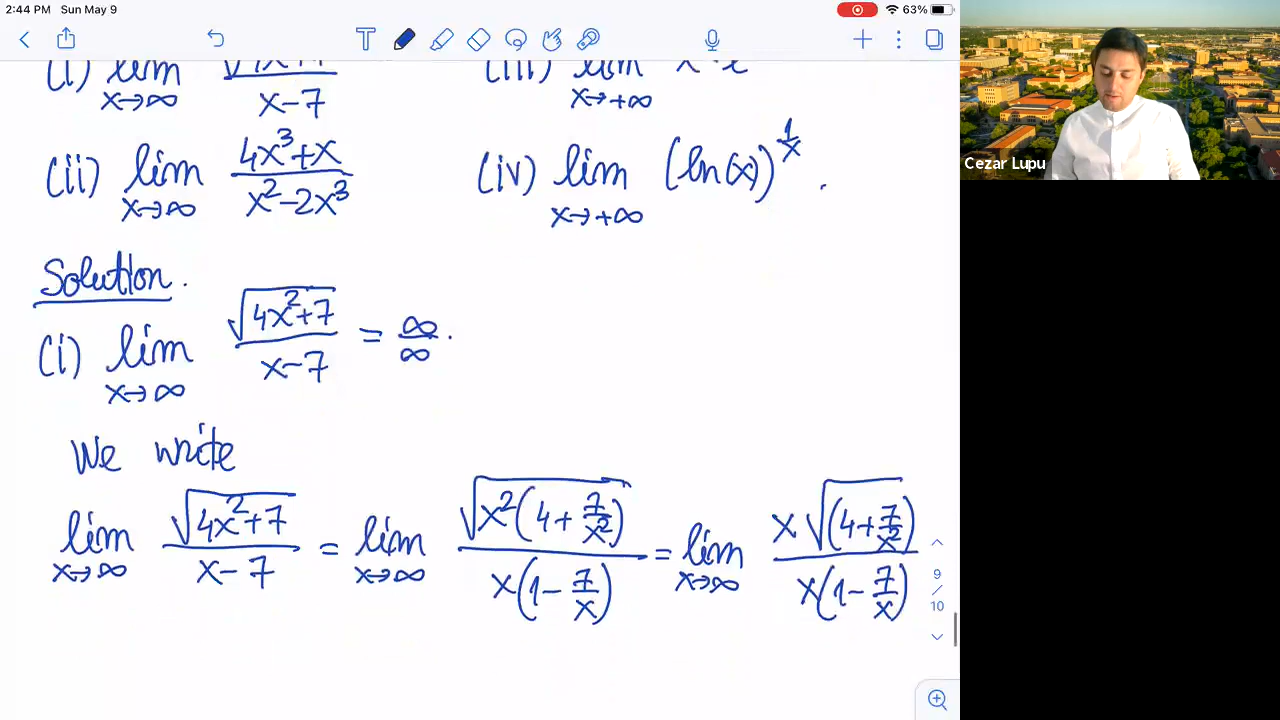 2:44 PM Sun May 9
63%
(i) lim x→∞ x-7
(iii) lim x→+∞
(ii) lim x→∞ (4x³+x)/(x²-2x³)
(iv) lim x→+∞ (ln(x))^(1/x) .
Solution.
(i) lim x→∞ √(4x²+7)/(x-7) = ∞/∞ .
We write
lim x→∞ √(4x²+7)/(x-7) = lim x→∞ √(x²(4+7/x²))/(x(1-7/x)) = lim x→∞ x√((4+7/x²))/(x(1-7/x))
9/10
Cezar Lupu